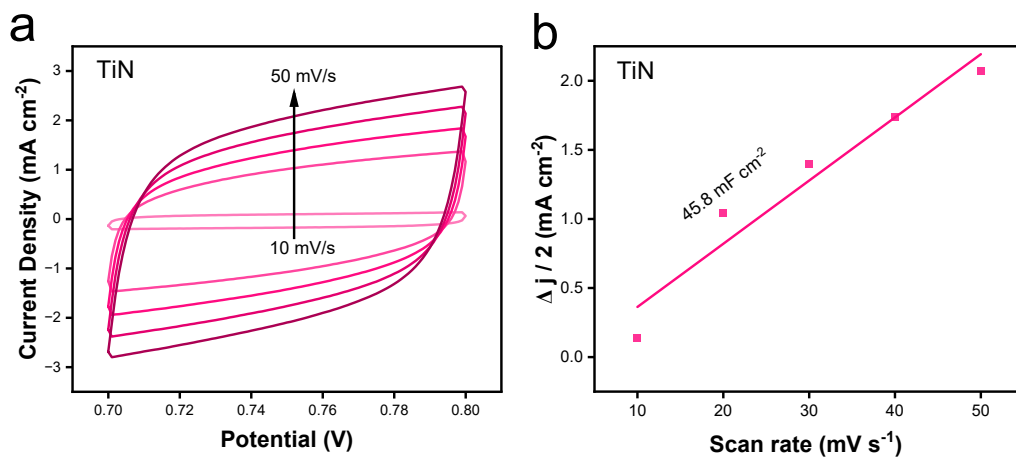 a
TiN
50 mV/s
10 mV/s
3
2
1
0
−1
−2
−3
0.70 0.72 0.74 0.76 0.78 0.80
Current Density (mA cm⁻²)
Potential (V)
b
TiN
45.8 mF cm⁻²
2.0
1.5
1.0
0.5
0.0
10 20 30 40 50
Δ j / 2 (mA cm⁻²)
Scan rate (mV s⁻¹)